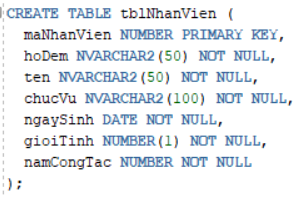 CREATE TABLE tblNhanVien (
maNhanVien NUMBER PRIMARY KEY,
hoDem NVARCHAR2(50) NOT NULL,
ten NVARCHAR2(50) NOT NULL,
chucVu NVARCHAR2(100) NOT NULL,
ngaySinh DATE NOT NULL,
gioiTinh NUMBER(1) NOT NULL,
namCongTac NUMBER NOT NULL
);